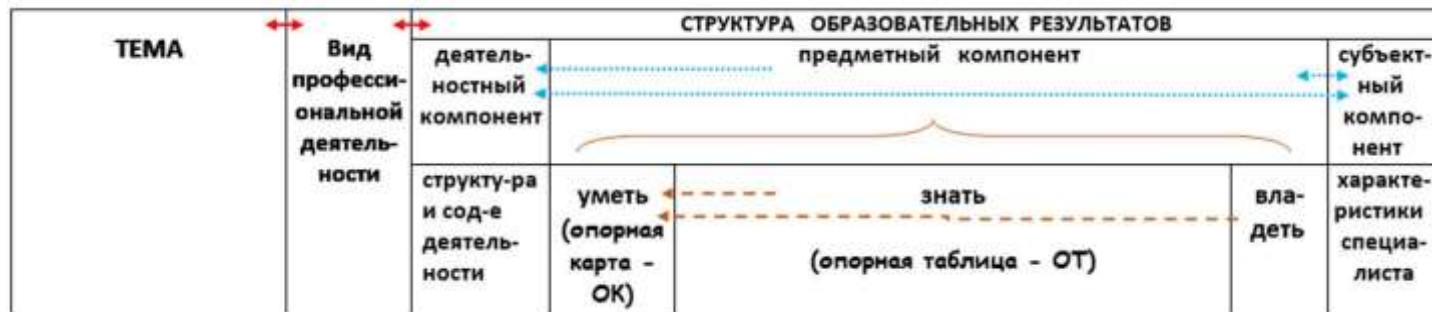 ТЕМА
Вид
професси-
ональной
деятель-
ности
СТРУКТУРА ОБРАЗОВАТЕЛЬНЫХ РЕЗУЛЬТАТОВ
деятель-
ностный
компонент
предметный компонент
субъект-
ный
компо-
нент
структу-ра
и сод-е
деятель-
ности
уметь
(опорная
карта -
ОК)
знать
(опорная таблица - ОТ)
вла-
деть
характе-
ристики
специа-
листа